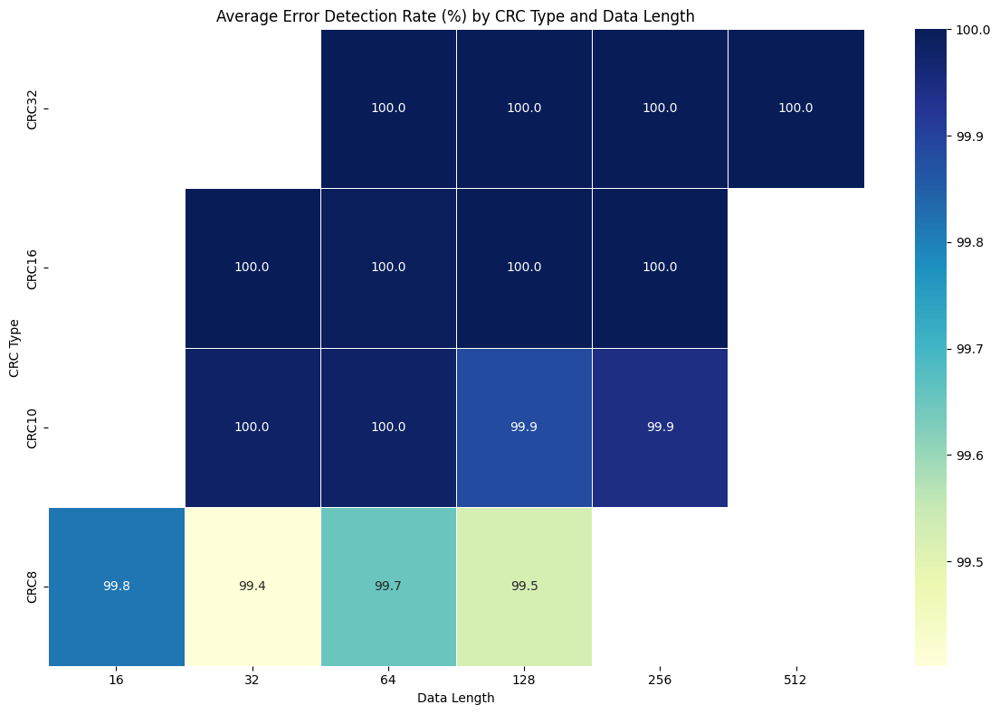 Average Error Detection Rate (%) by CRC Type and Data Length
CRC Type
CRC32
100.0 100.0 100.0 100.0
CRC16
100.0 100.0 100.0 100.0
CRC10
100.0 100.0 99.9 99.9
CRC8
99.8 99.4 99.7 99.5
16 32 64 128 256 512
Data Length
100.0
99.9
99.8
99.7
99.6
99.5